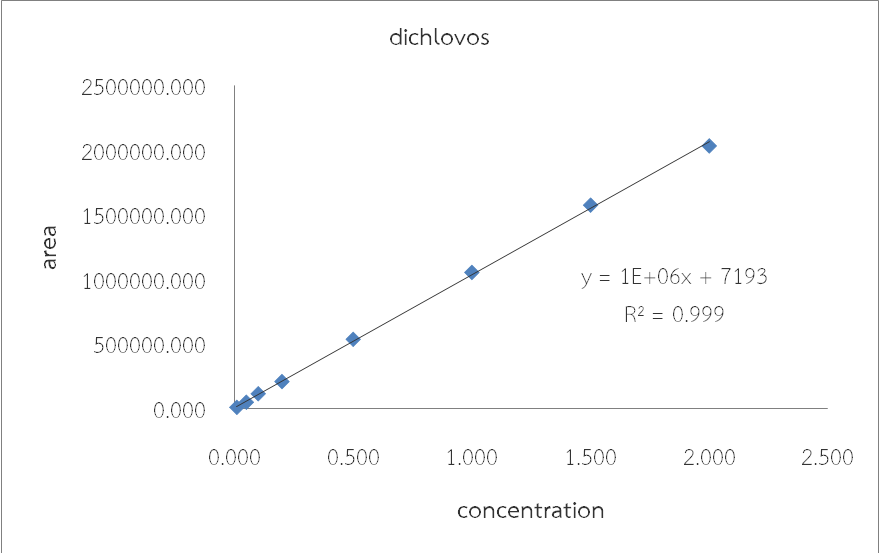 dichlovos
2500000.000
2000000.000
1500000.000
1000000.000
500000.000
0.000
area
y = 1E+06x + 7193
R² = 0.999
0.000 0.500 1.000 1.500 2.000 2.500
concentration